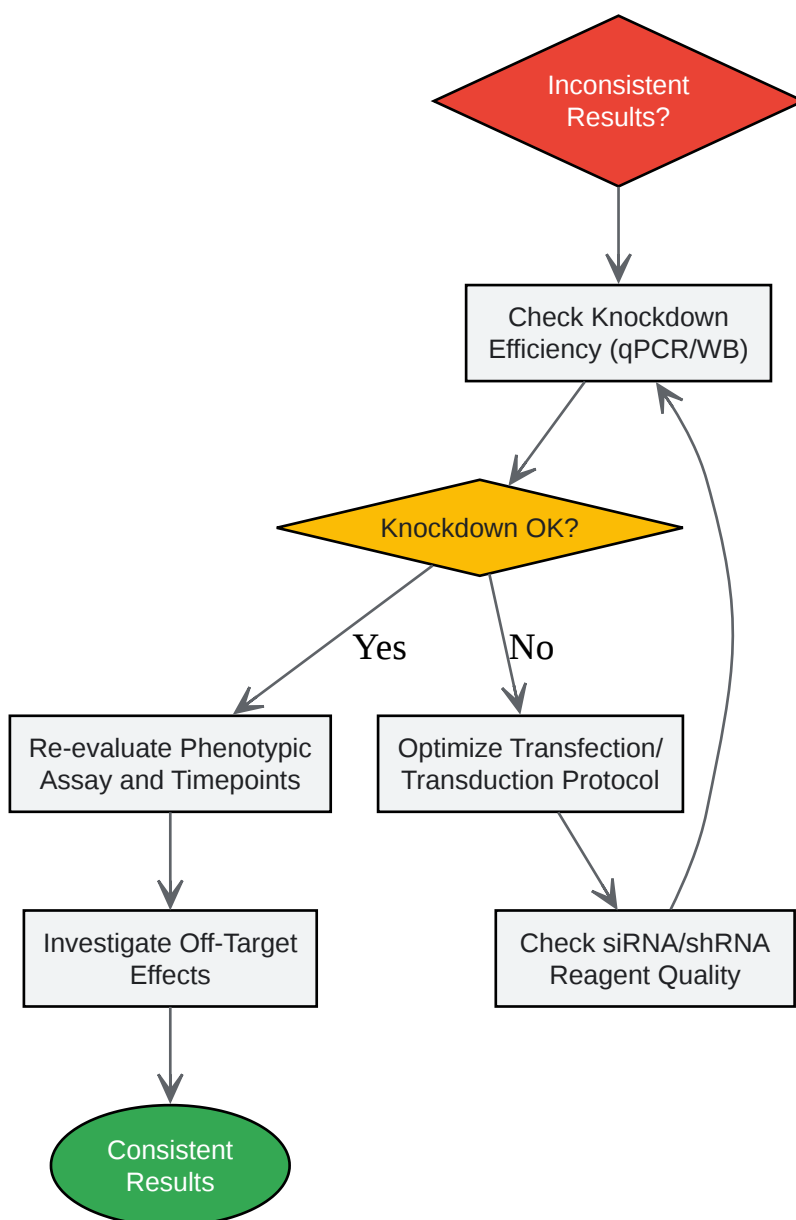 Inconsistent
Results?
Check Knockdown
Efficiency (qPCR/WB)
Knockdown OK?
Yes
No
Re-evaluate Phenotypic
Assay and Timepoints
Optimize Transfection/
Transduction Protocol
Investigate Off-Target
Effects
Check siRNA/shRNA
Reagent Quality
Consistent
Results